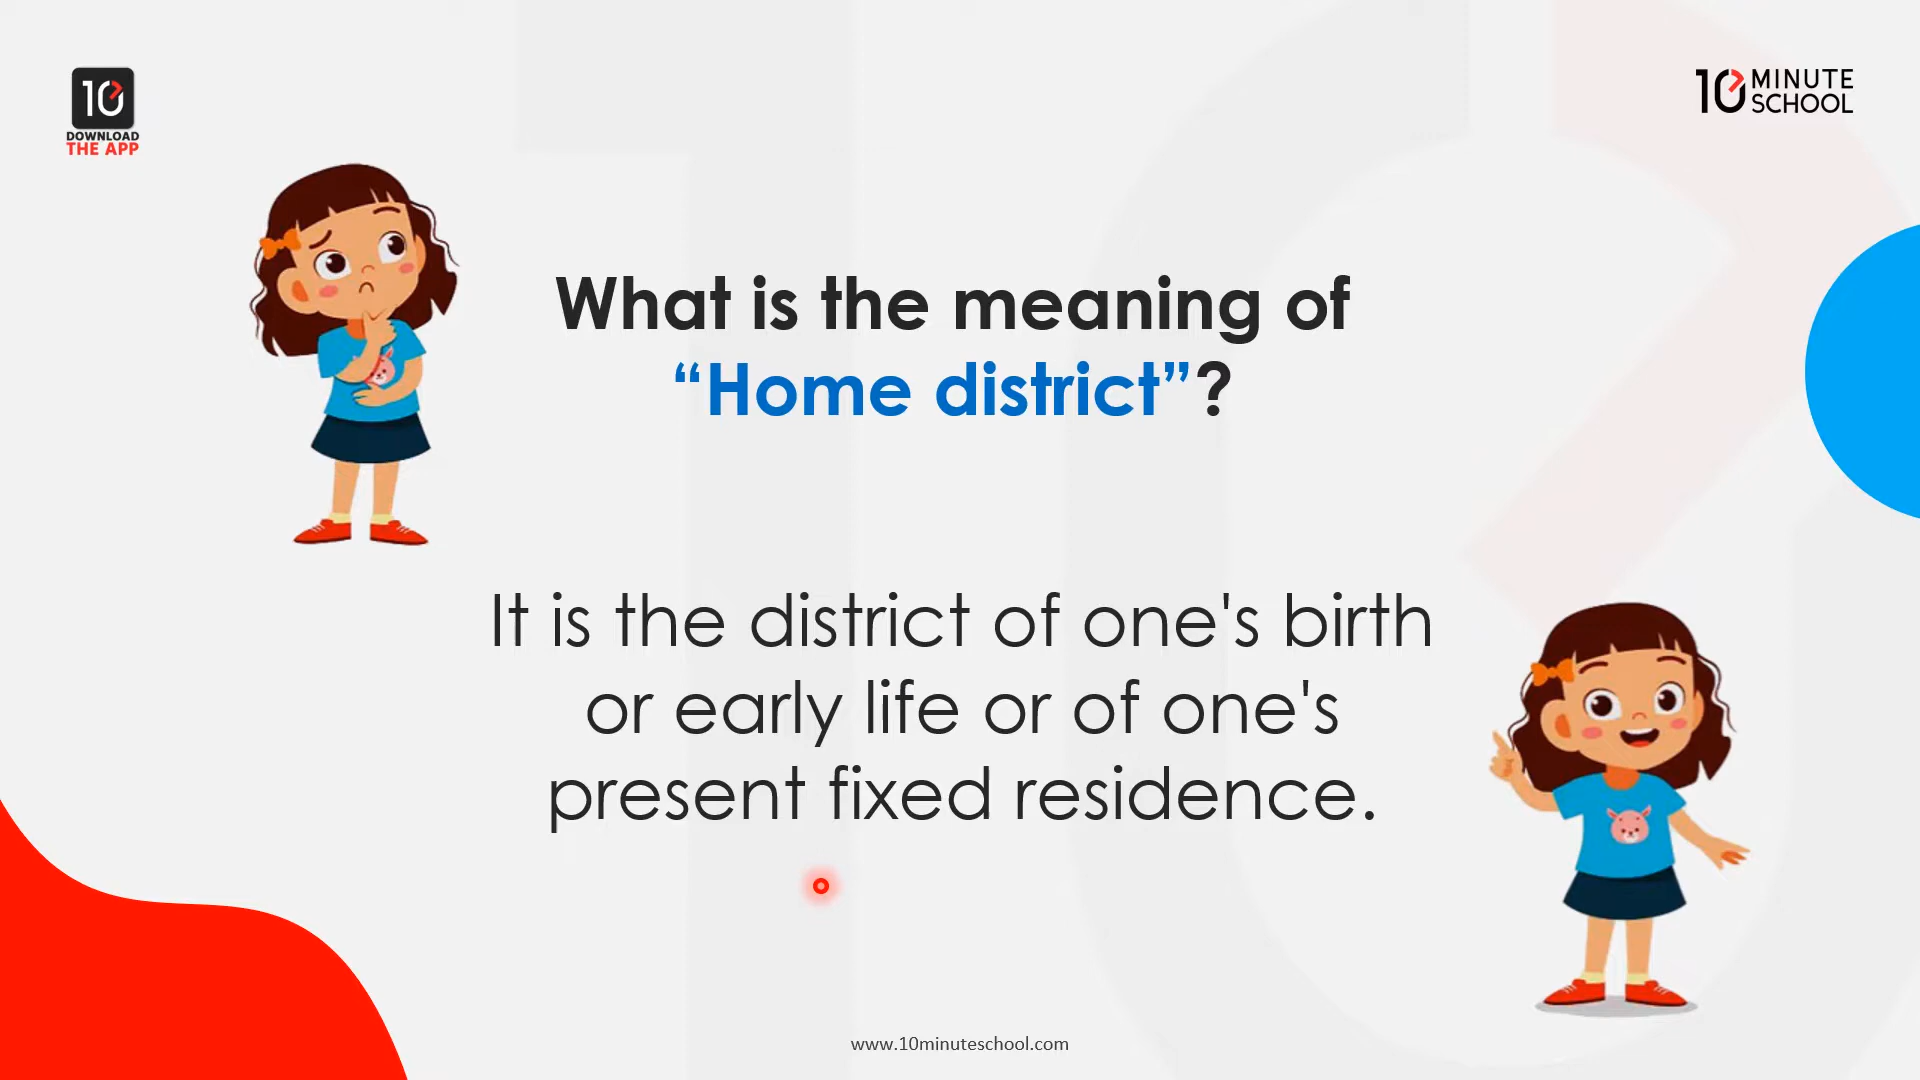 10
DOWNLOAD
THE APP
10 MINUTE
SCHOOL
What is the meaning of
“Home district”?
It is the district of one's birth
or early life or of one's
present fixed residence.
www.10minuteschool.com